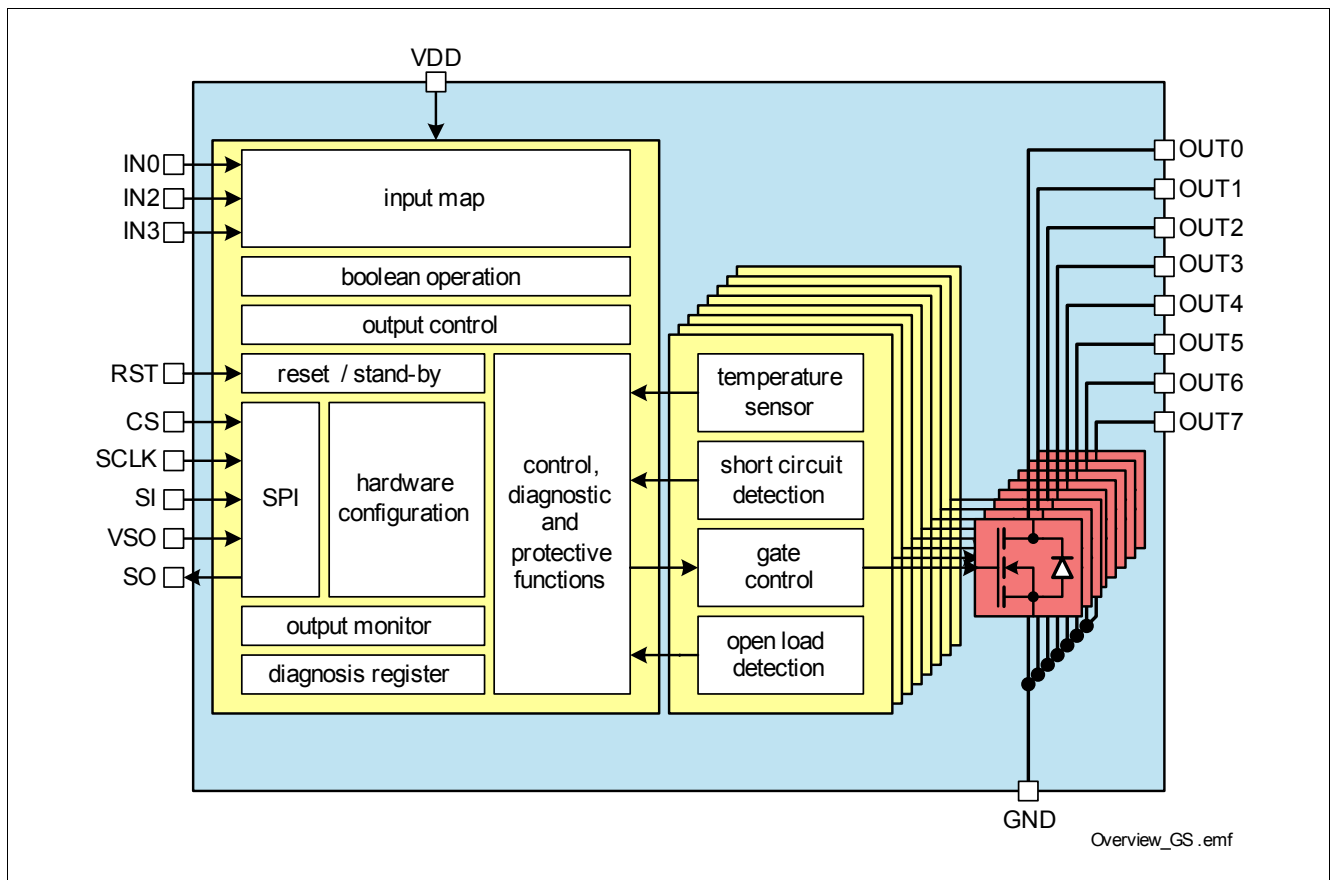 VDD
IN0
IN2
IN3
input map
boolean operation
output control
RST
reset / stand-by
CS
SCLK
SI
VSO
SO
SPI
hardware
configuration
control,
diagnostic
and
protective
functions
output monitor
diagnosis register
temperature
sensor
short circuit
detection
gate
control
open load
detection
OUT0
OUT1
OUT2
OUT3
OUT4
OUT5
OUT6
OUT7
GND
Overview_GS .emf